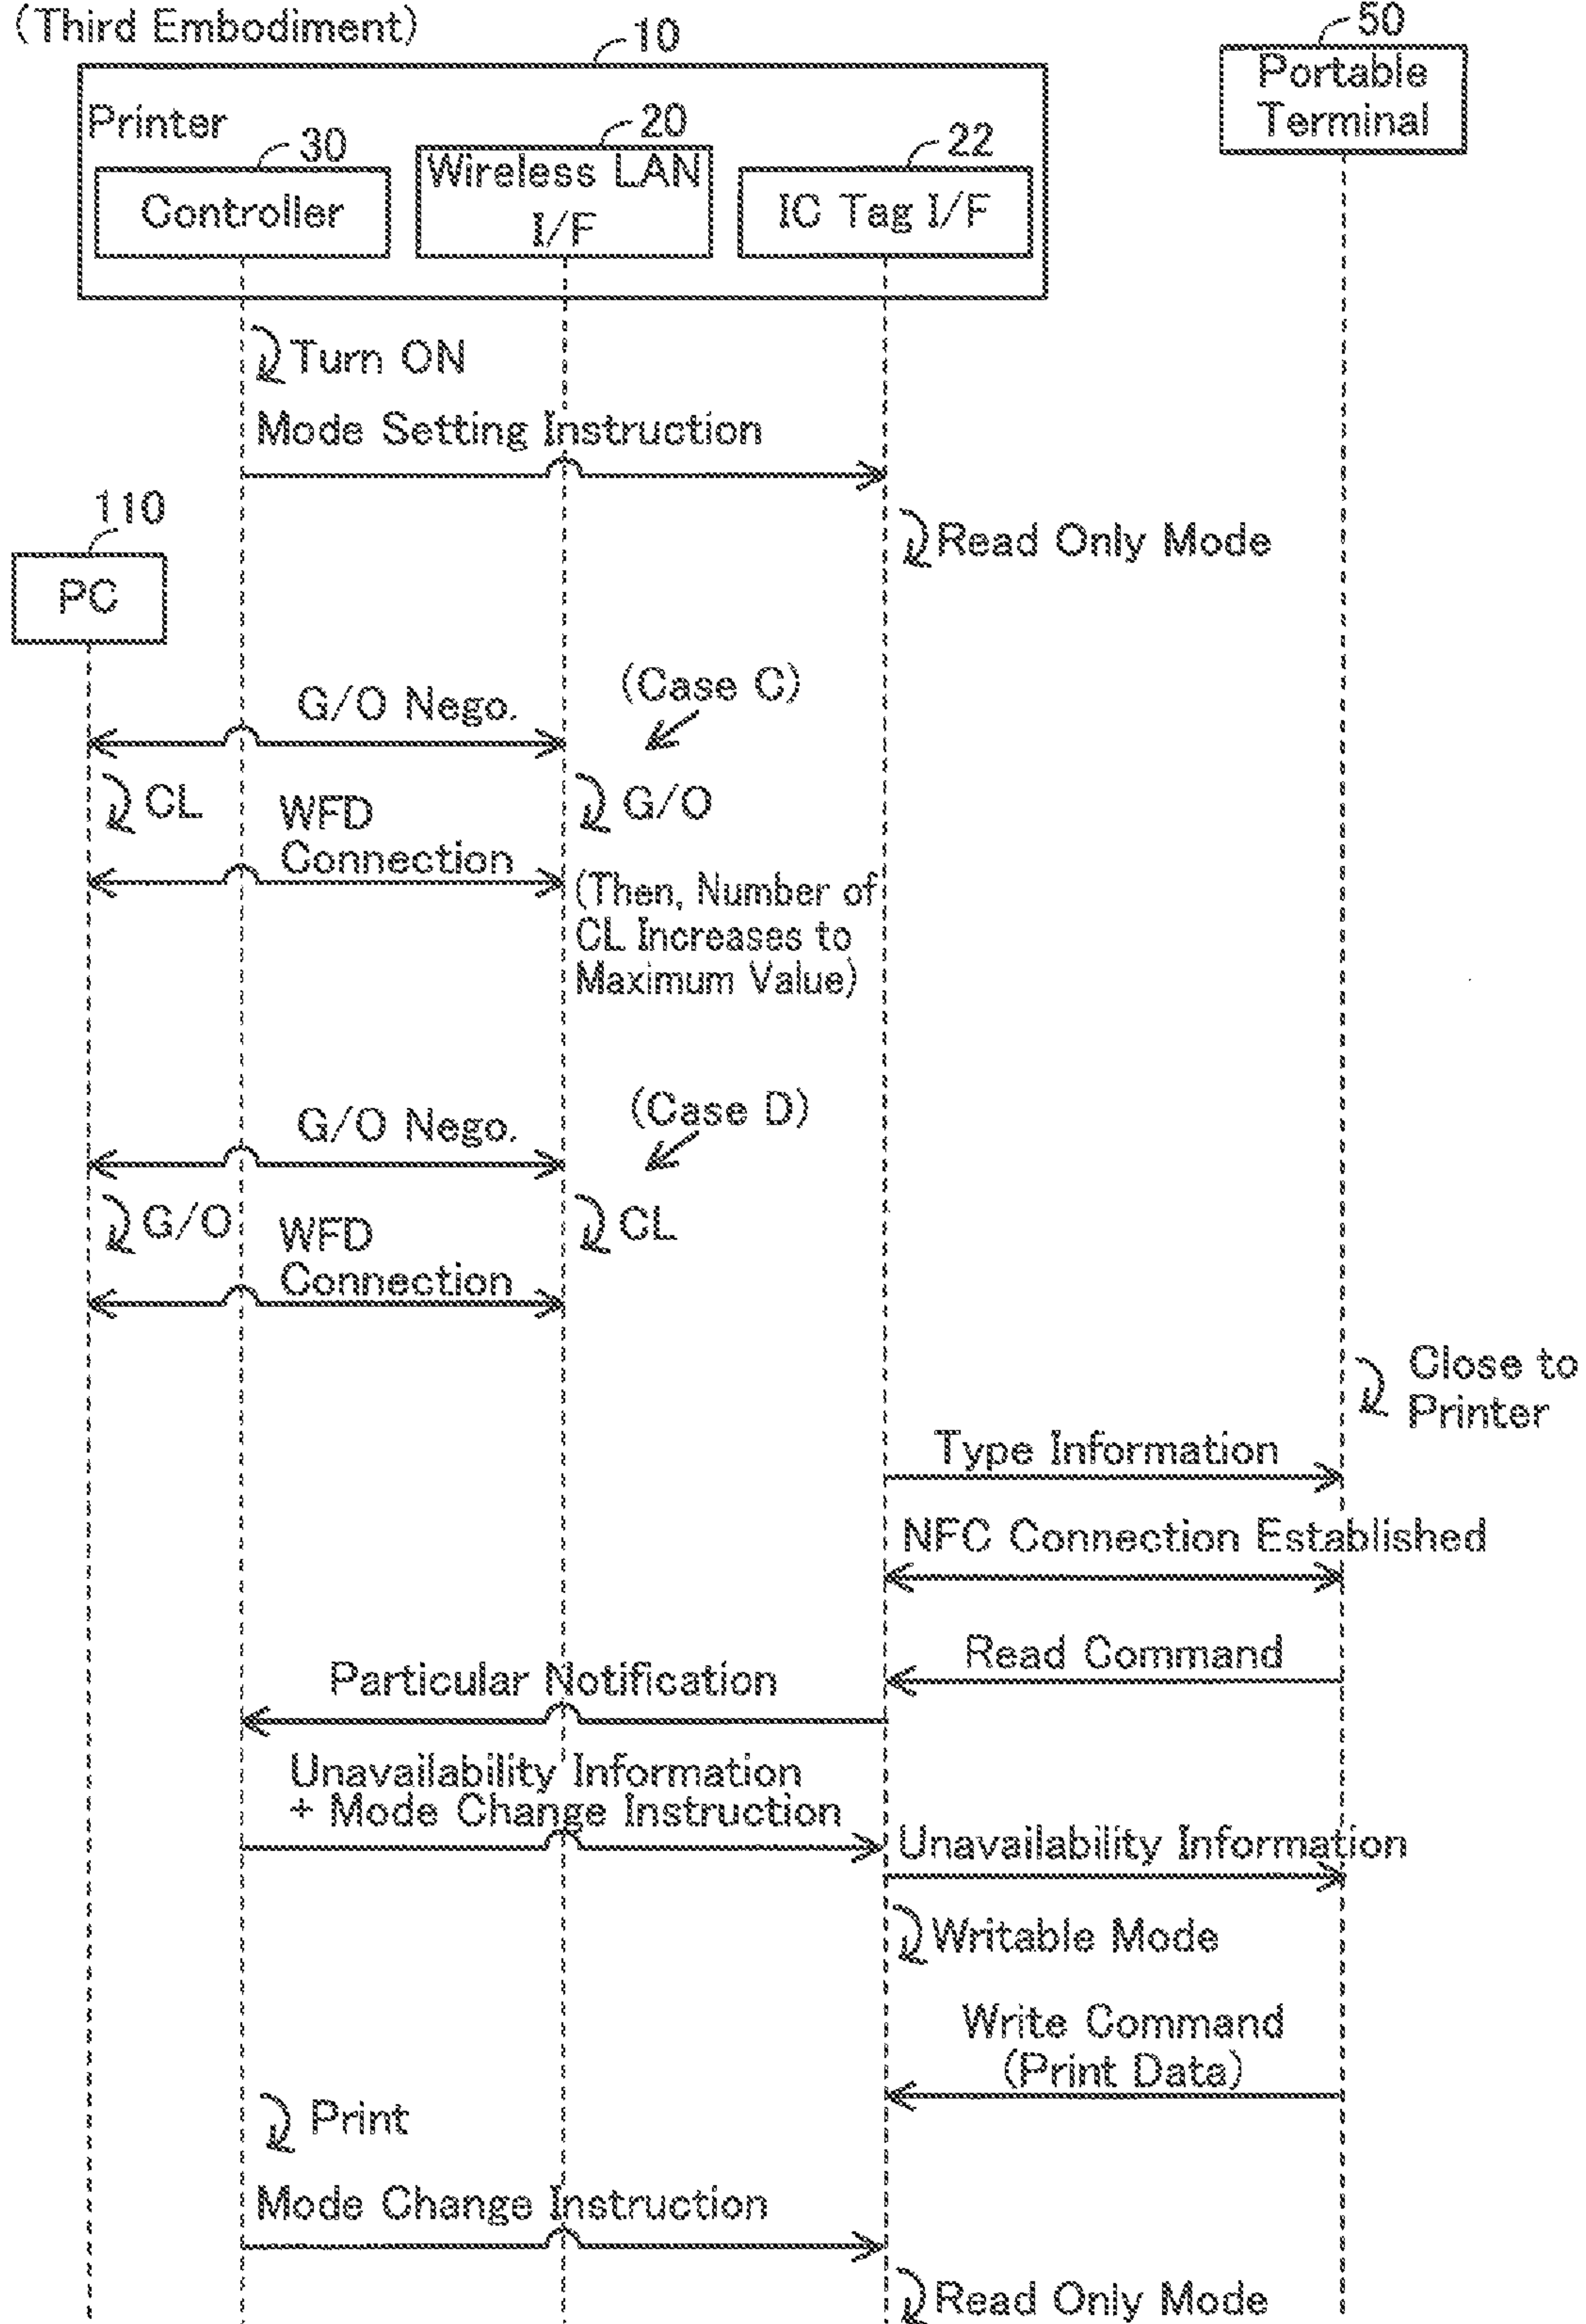 (Third Embodiment)
10
50
Portable
Terminal
Printer
30
20
22
Controller
Wireless LAN
I/F
IC Tag I/F
Turn ON
Mode Setting Instruction
110
PC
Read Only Mode
(Case C)
G/O Nego.
CL
WFD
Connection
G/O
(Then, Number of
CL Increases to
Maximum Value)
(Case D)
G/O Nego.
G/O
WFD
Connection
CL
Close to
Printer
Type Information
NFC Connection Established
Read Command
Particular Notification
Unavailability Information
+ Mode Change Instruction
Unavailability Information
Writable Mode
Write Command
(Print Data)
Print
Mode Change Instruction
Read Only Mode